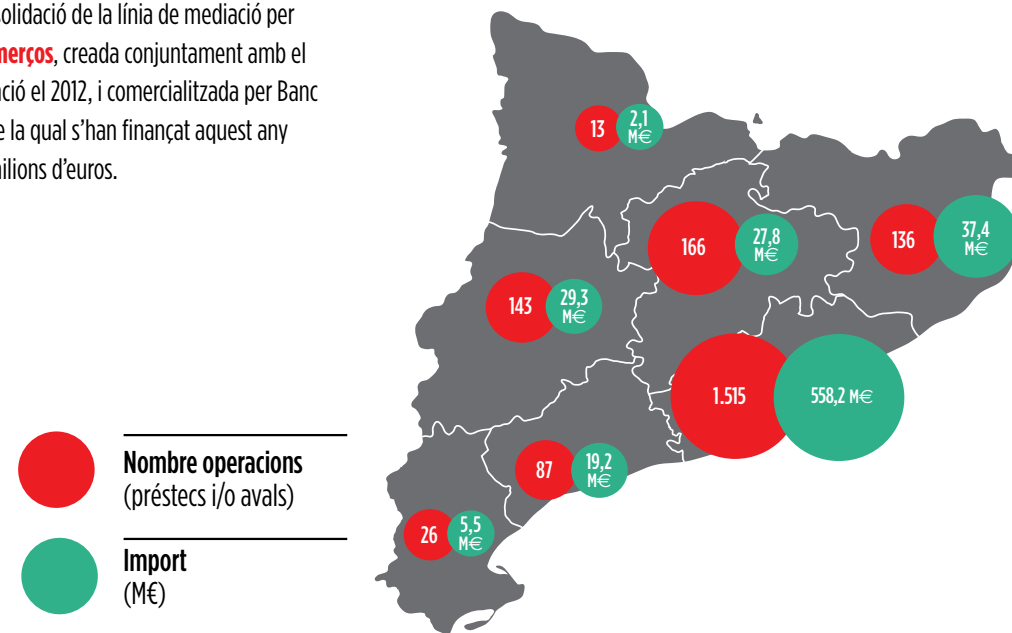 solidació de la línia de mediació per
merços, creada conjuntament amb el
ació el 2012, i comercialitzada per Banc
e la qual s'han finançat aquest any
milions d'euros.
13
2,1
M€
166
27,8
M€
136
37,4
M€
143
29,3
M€
1.515
558,2 M€
87
19,2
M€
26
5,5
M€
Nombre operacions
(préstecs i/o avals)
Import
(M€)